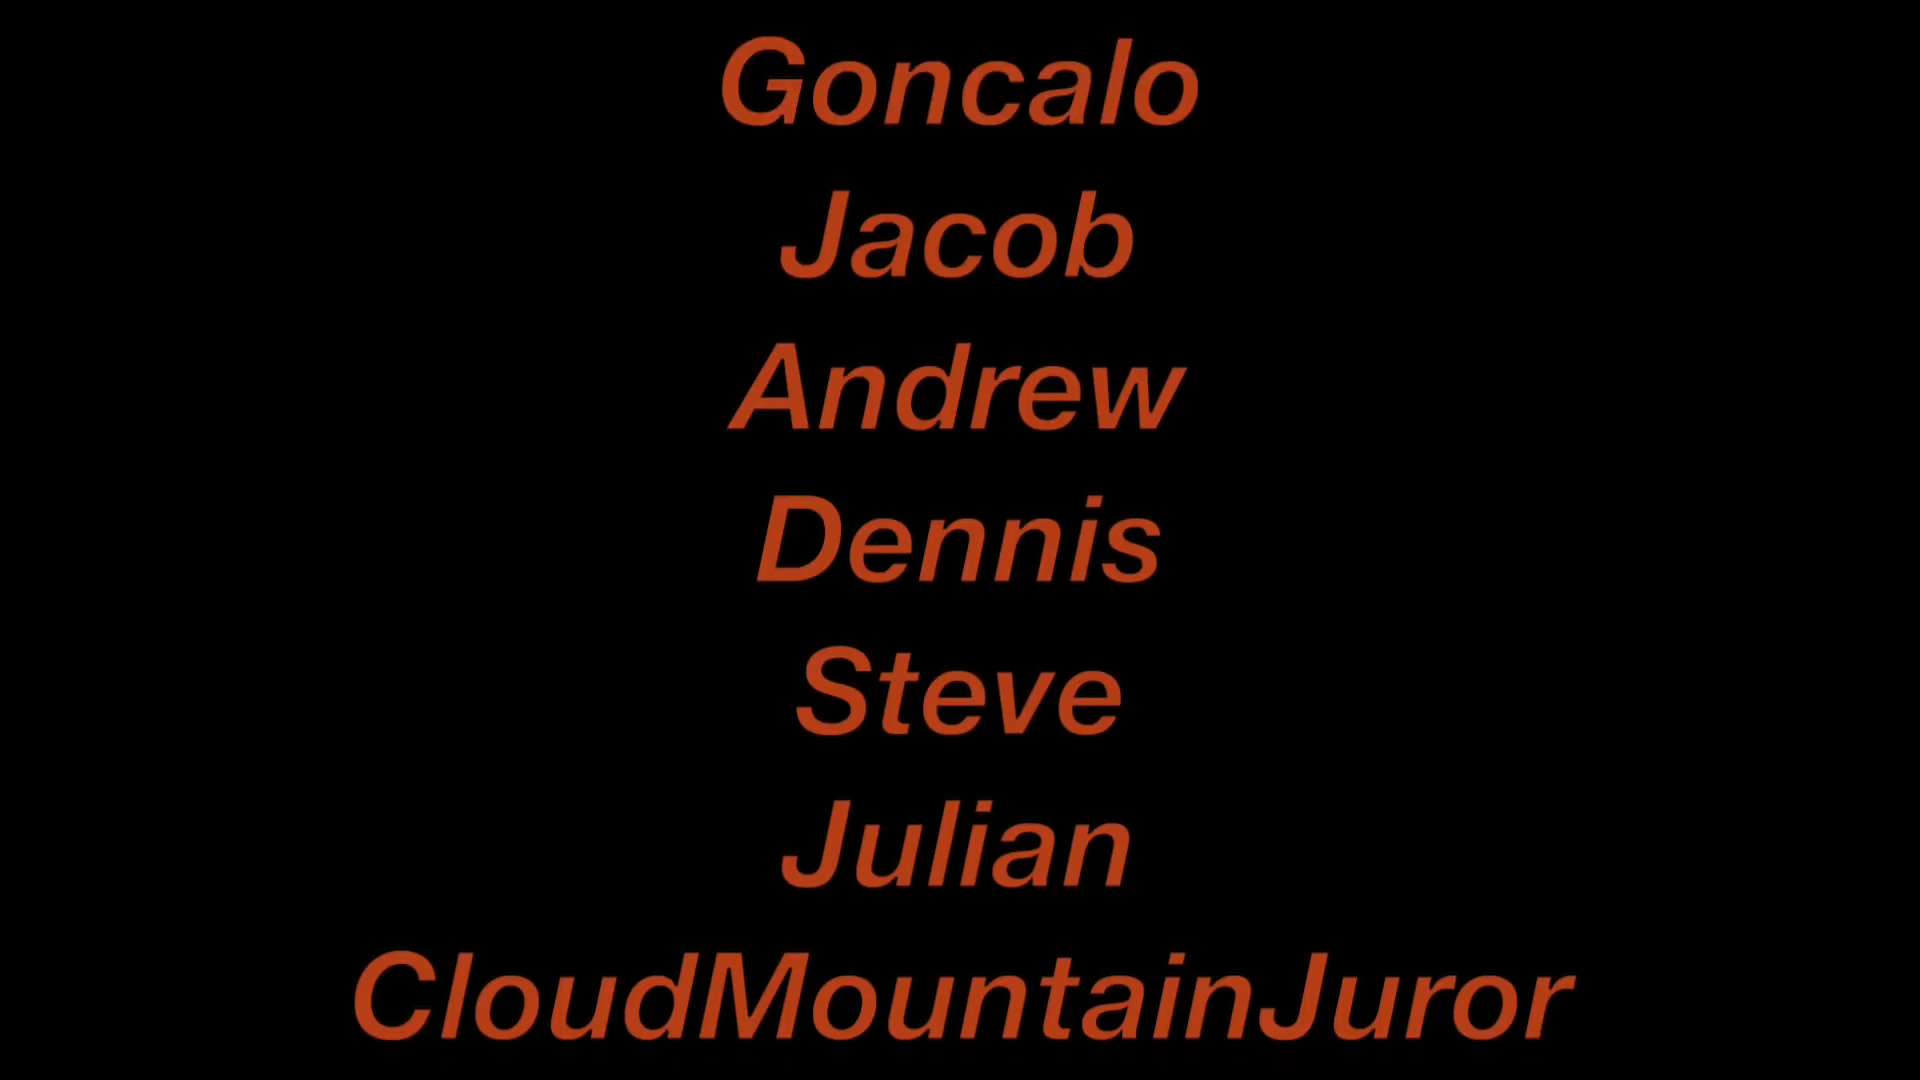 Goncalo
Jacob
Andrew
Dennis
Steve
Julian
CloudMountainJuror